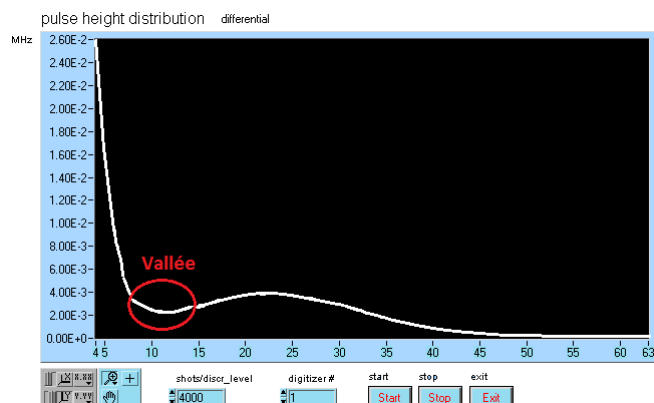 pulse height distribution differential
MHz
2.60E-2
2.40E-2
2.20E-2
2.00E-2
1.80E-2
1.60E-2
1.40E-2
1.20E-2
1.00E-2
8.00E-3
6.00E-3
4.00E-3
2.00E-3
0.00E+0
Vallée
4 5 10 15 20 25 30 35 40 45 50 55 60 63
shots/discr_level digitizer # start stop exit
X X.XX
4000 1 Start Stop Exit
Y Y.YY